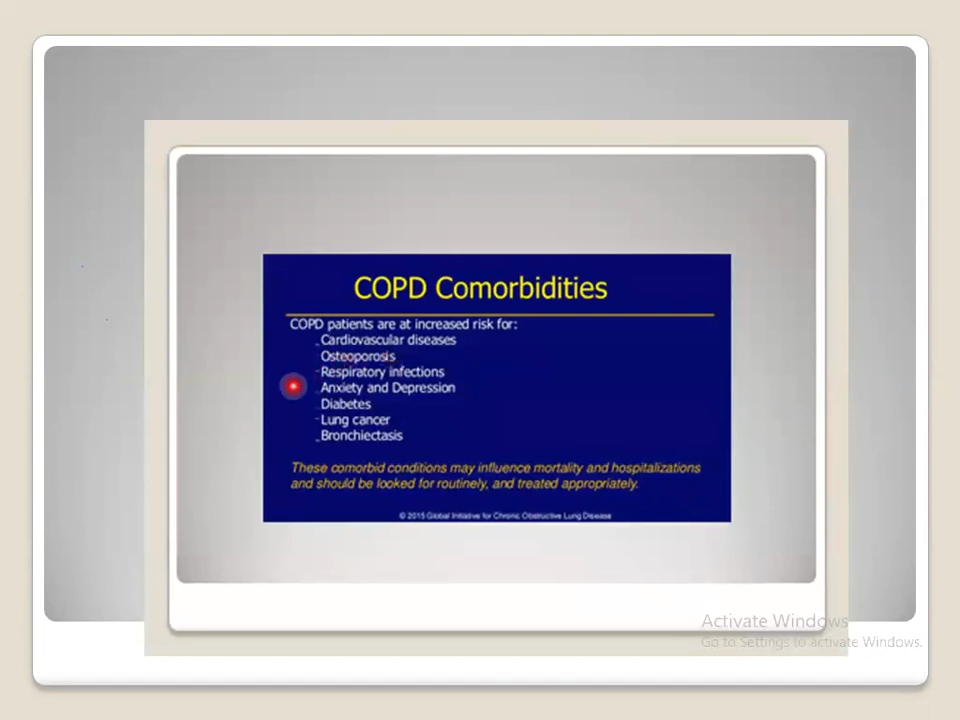 COPD Comorbidities
COPD patients are at increased risk for:
Cardiovascular diseases
Osteoporosis
Respiratory infections
Anxiety and Depression
Diabetes
Lung cancer
Bronchiectasis
These comorbid conditions may influence mortality and hospitalizations
and should be looked for routinely, and treated appropriately.
© 2015 Global Initiative for Chronic Obstructive Lung Disease
Activate Windows
Go to Settings to activate Windows.